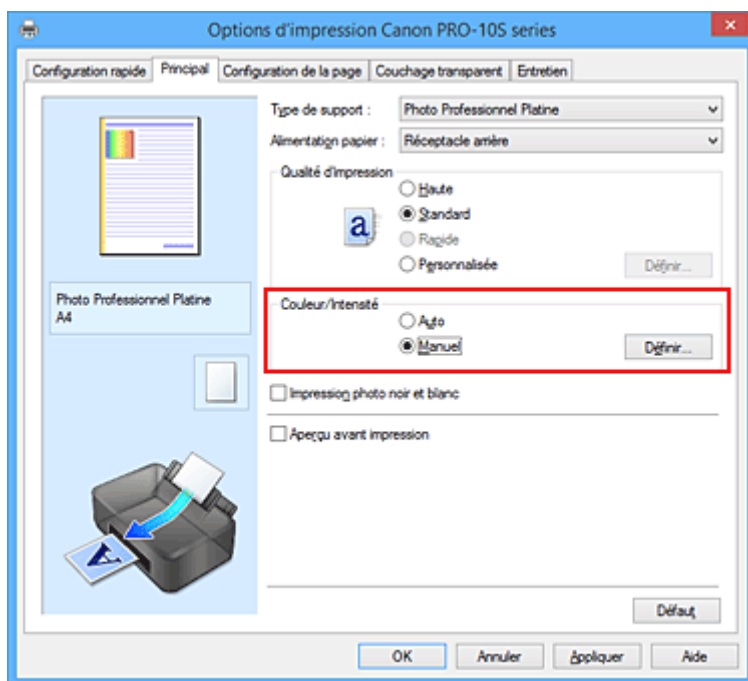 Options d'impression Canon PRO-10S series
Configuration rapide Principal Configuration de la page Couchage transparent Entretien
Type de support : Photo Professionnel Platine
Alimentation papier : Réceptacle arrière
Qualité d'impression
Haute
Standard
Rapide
Personnalisée Définir...
Photo Professionnel Platine
A4
Couleur/Intensité
Auto
Manuel Définir...
Impression photo noir et blanc
Aperçu avant impression
Défaut
OK Annuler Appliquer Aide